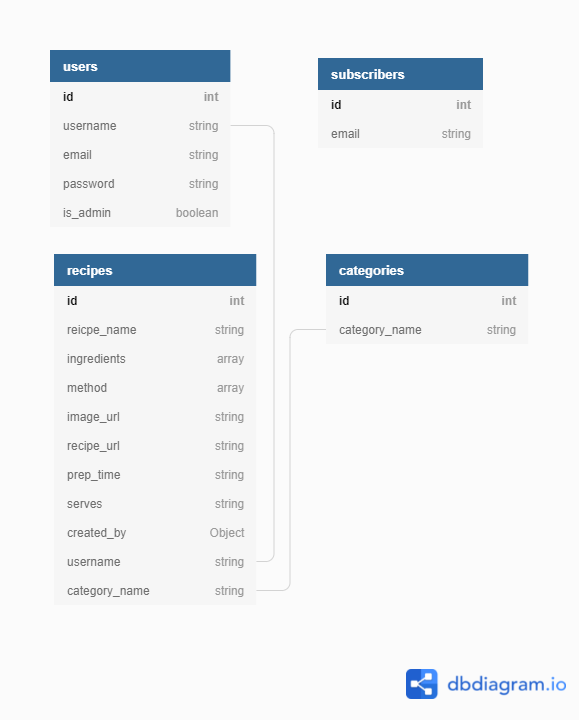 users
id int
username string
email string
password string
is_admin boolean
subscribers
id int
email string
recipes
id int
reicpe_name string
ingredients array
method array
image_url string
recipe_url string
prep_time string
serves string
created_by Object
username string
category_name string
categories
id int
category_name string
dbdiagram.io